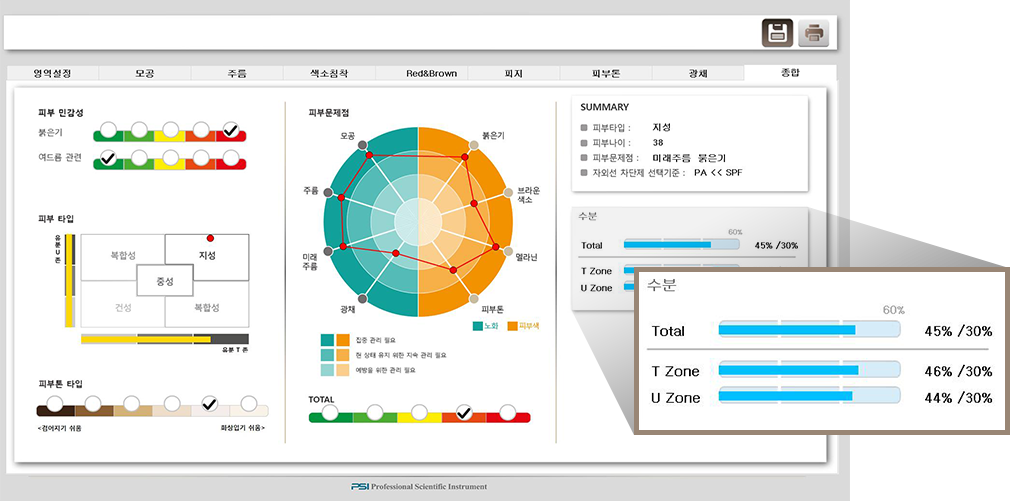 영역설정 모공 주름 색소침착 Red&Brown 피지 피부톤 광채 종합
피부 민감성
붉은기
여드름 관련
피부 타입
유분 U 존
복합성 지성
중성
건성 복합성
유분 T 존
피부톤 타입
<검어지기 쉬움 화상입기 쉬움>
피부문제점
모공 붉은기
주름 브라운 색소
미래 주름 멜라닌
광채 피부톤
노화 피부색
집중 관리 필요
현 상태 유지 위한 지속 관리 필요
예방을 위한 관리 필요
TOTAL
SUMMARY
피부타입 : 지성
피부나이 : 38
피부문제점 : 미래주름 붉은기
자외선 차단제 선택기준 : PA << SPF
수분
60%
Total 45% /30%
T Zone
U Zone
수분
60%
Total 45% /30%
T Zone 46% /30%
U Zone 44% /30%
PSI Professional Scientific Instrument